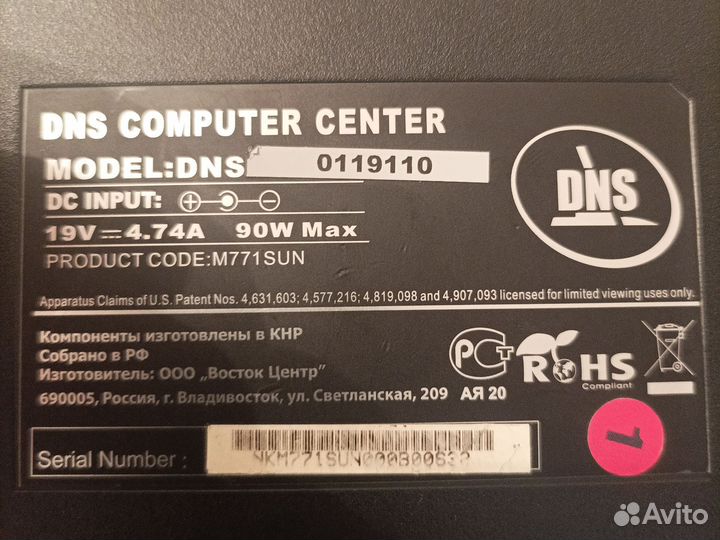 DNS COMPUTER CENTER
MODEL:DNS 0119110
DC INPUT:
19V 4.74A 90W Max
PRODUCT CODE:M771SUN
DNS
Apparatus Claims of U.S. Patent Nos. 4,631,603; 4,577,216; 4,819,098 and 4,907,093 licensed for limited viewing uses only.
Компоненты изготовлены в КНР
Собрано в РФ
Изготовитель: ООО „Восток Центр"
690005, Россия, г. Владивосток, ул. Светланская, 209 АЯ 20
РСТ
ROHS
Compliant
1
Serial Number :
Avito